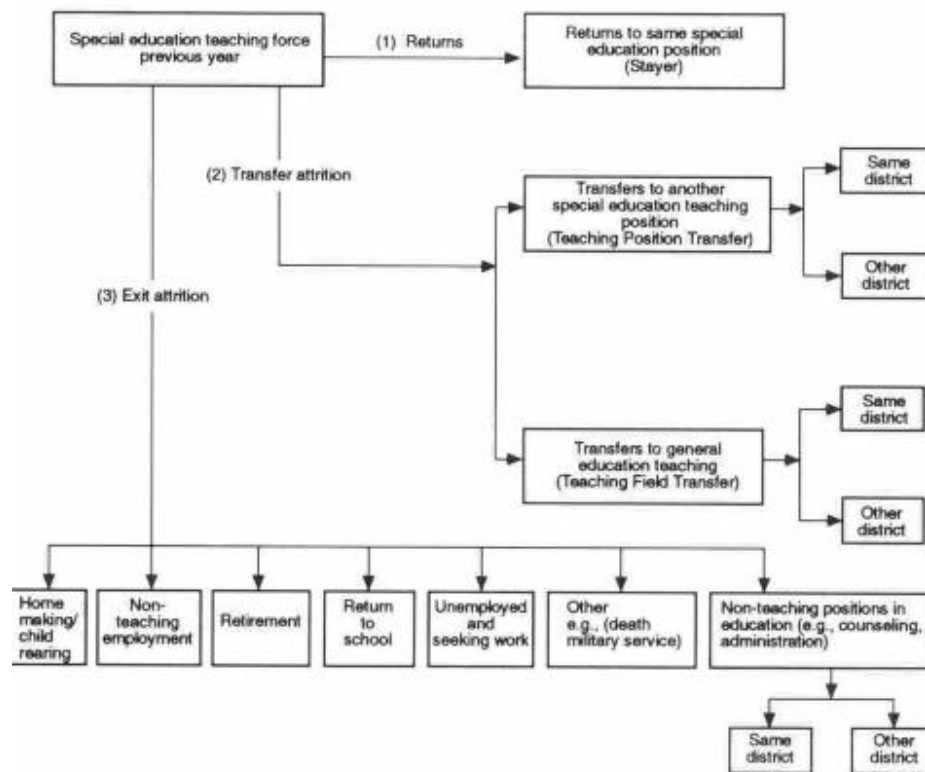 Special education teaching force
previous year
(1) Returns
Returns to same special
education position
(Stayer)
(2) Transfer attrition
Transfers to another
special education teaching
position
(Teaching Position Transfer)
Same
district
Other
district
(3) Exit attrition
Transfers to general
education teaching
(Teaching Field Transfer)
Same
district
Other
district
Home
making/
child
rearing
Non-
teaching
employment
Retirement
Return
to
school
Unemployed
and
seeking work
Other
e.g., (death
military service)
Non-teaching positions in
education (e.g., counseling,
administration)
Same
district
Other
district